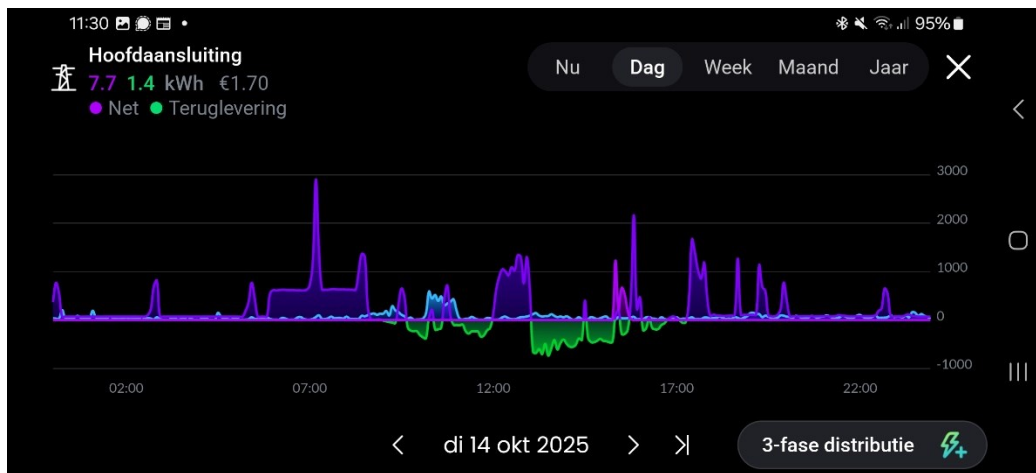 11:30 95%
Hoofdaansluiting
7.7 1.4 kWh €1.70
Net Teruglevering
Nu Dag Week Maand Jaar
3000
2000
1000
0
-1000
02:00 07:00 12:00 17:00 22:00
di 14 okt 2025
3-fase distributie